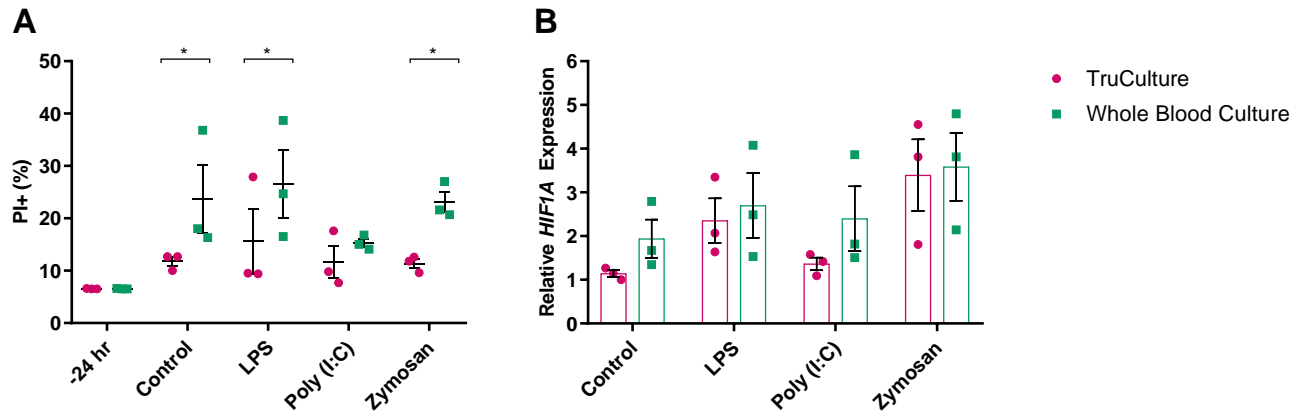 A
*
*
*
PI+ (%)
50
40
30
20
10
0
-24 hr
Control
LPS
Poly (I:C)
Zymosan
B
Relative HIF1A Expression
6
5
4
3
2
1
0
Control
LPS
Poly (I:C)
Zymosan
TruCulture
Whole Blood Culture